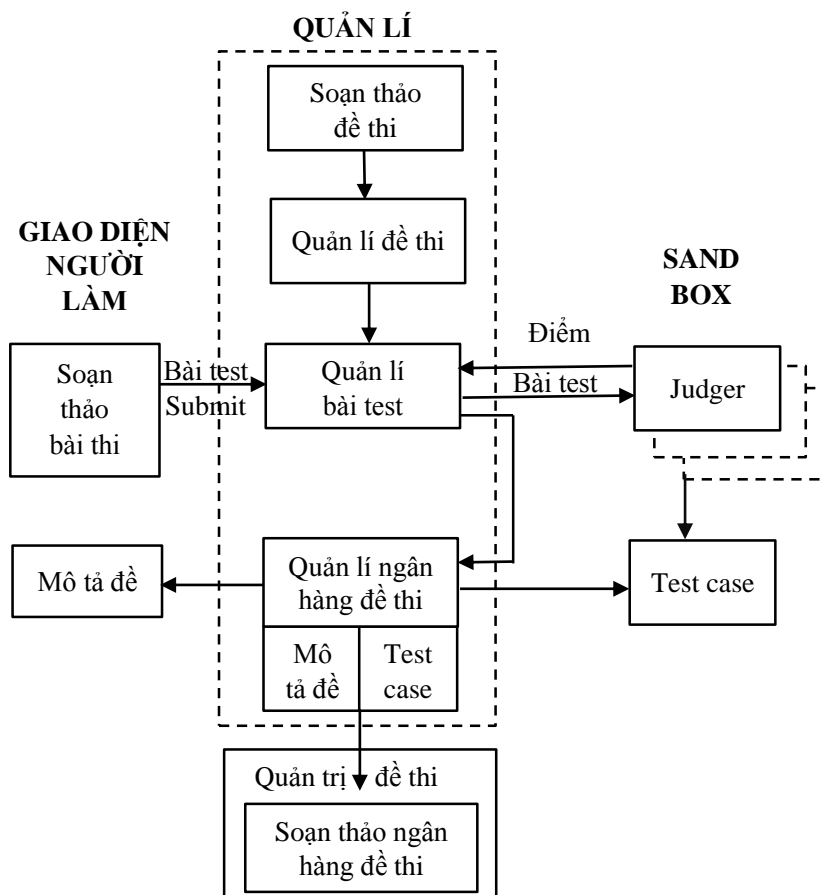 QUẢN LÍ
Soạn thảo
đề thi
Quản lí đề thi
GIAO DIỆN
NGƯỜI
LÀM
SAND
BOX
Soạn
thảo
bài thi
Bài test
Submit
Quản lí
bài test
Điểm
Bài test
Judger
Mô tả đề
Quản lí ngân
hàng đề thi
Test case
Mô
tả đề
Test
case
Quản trị đề thi
Soạn thảo ngân
hàng đề thi